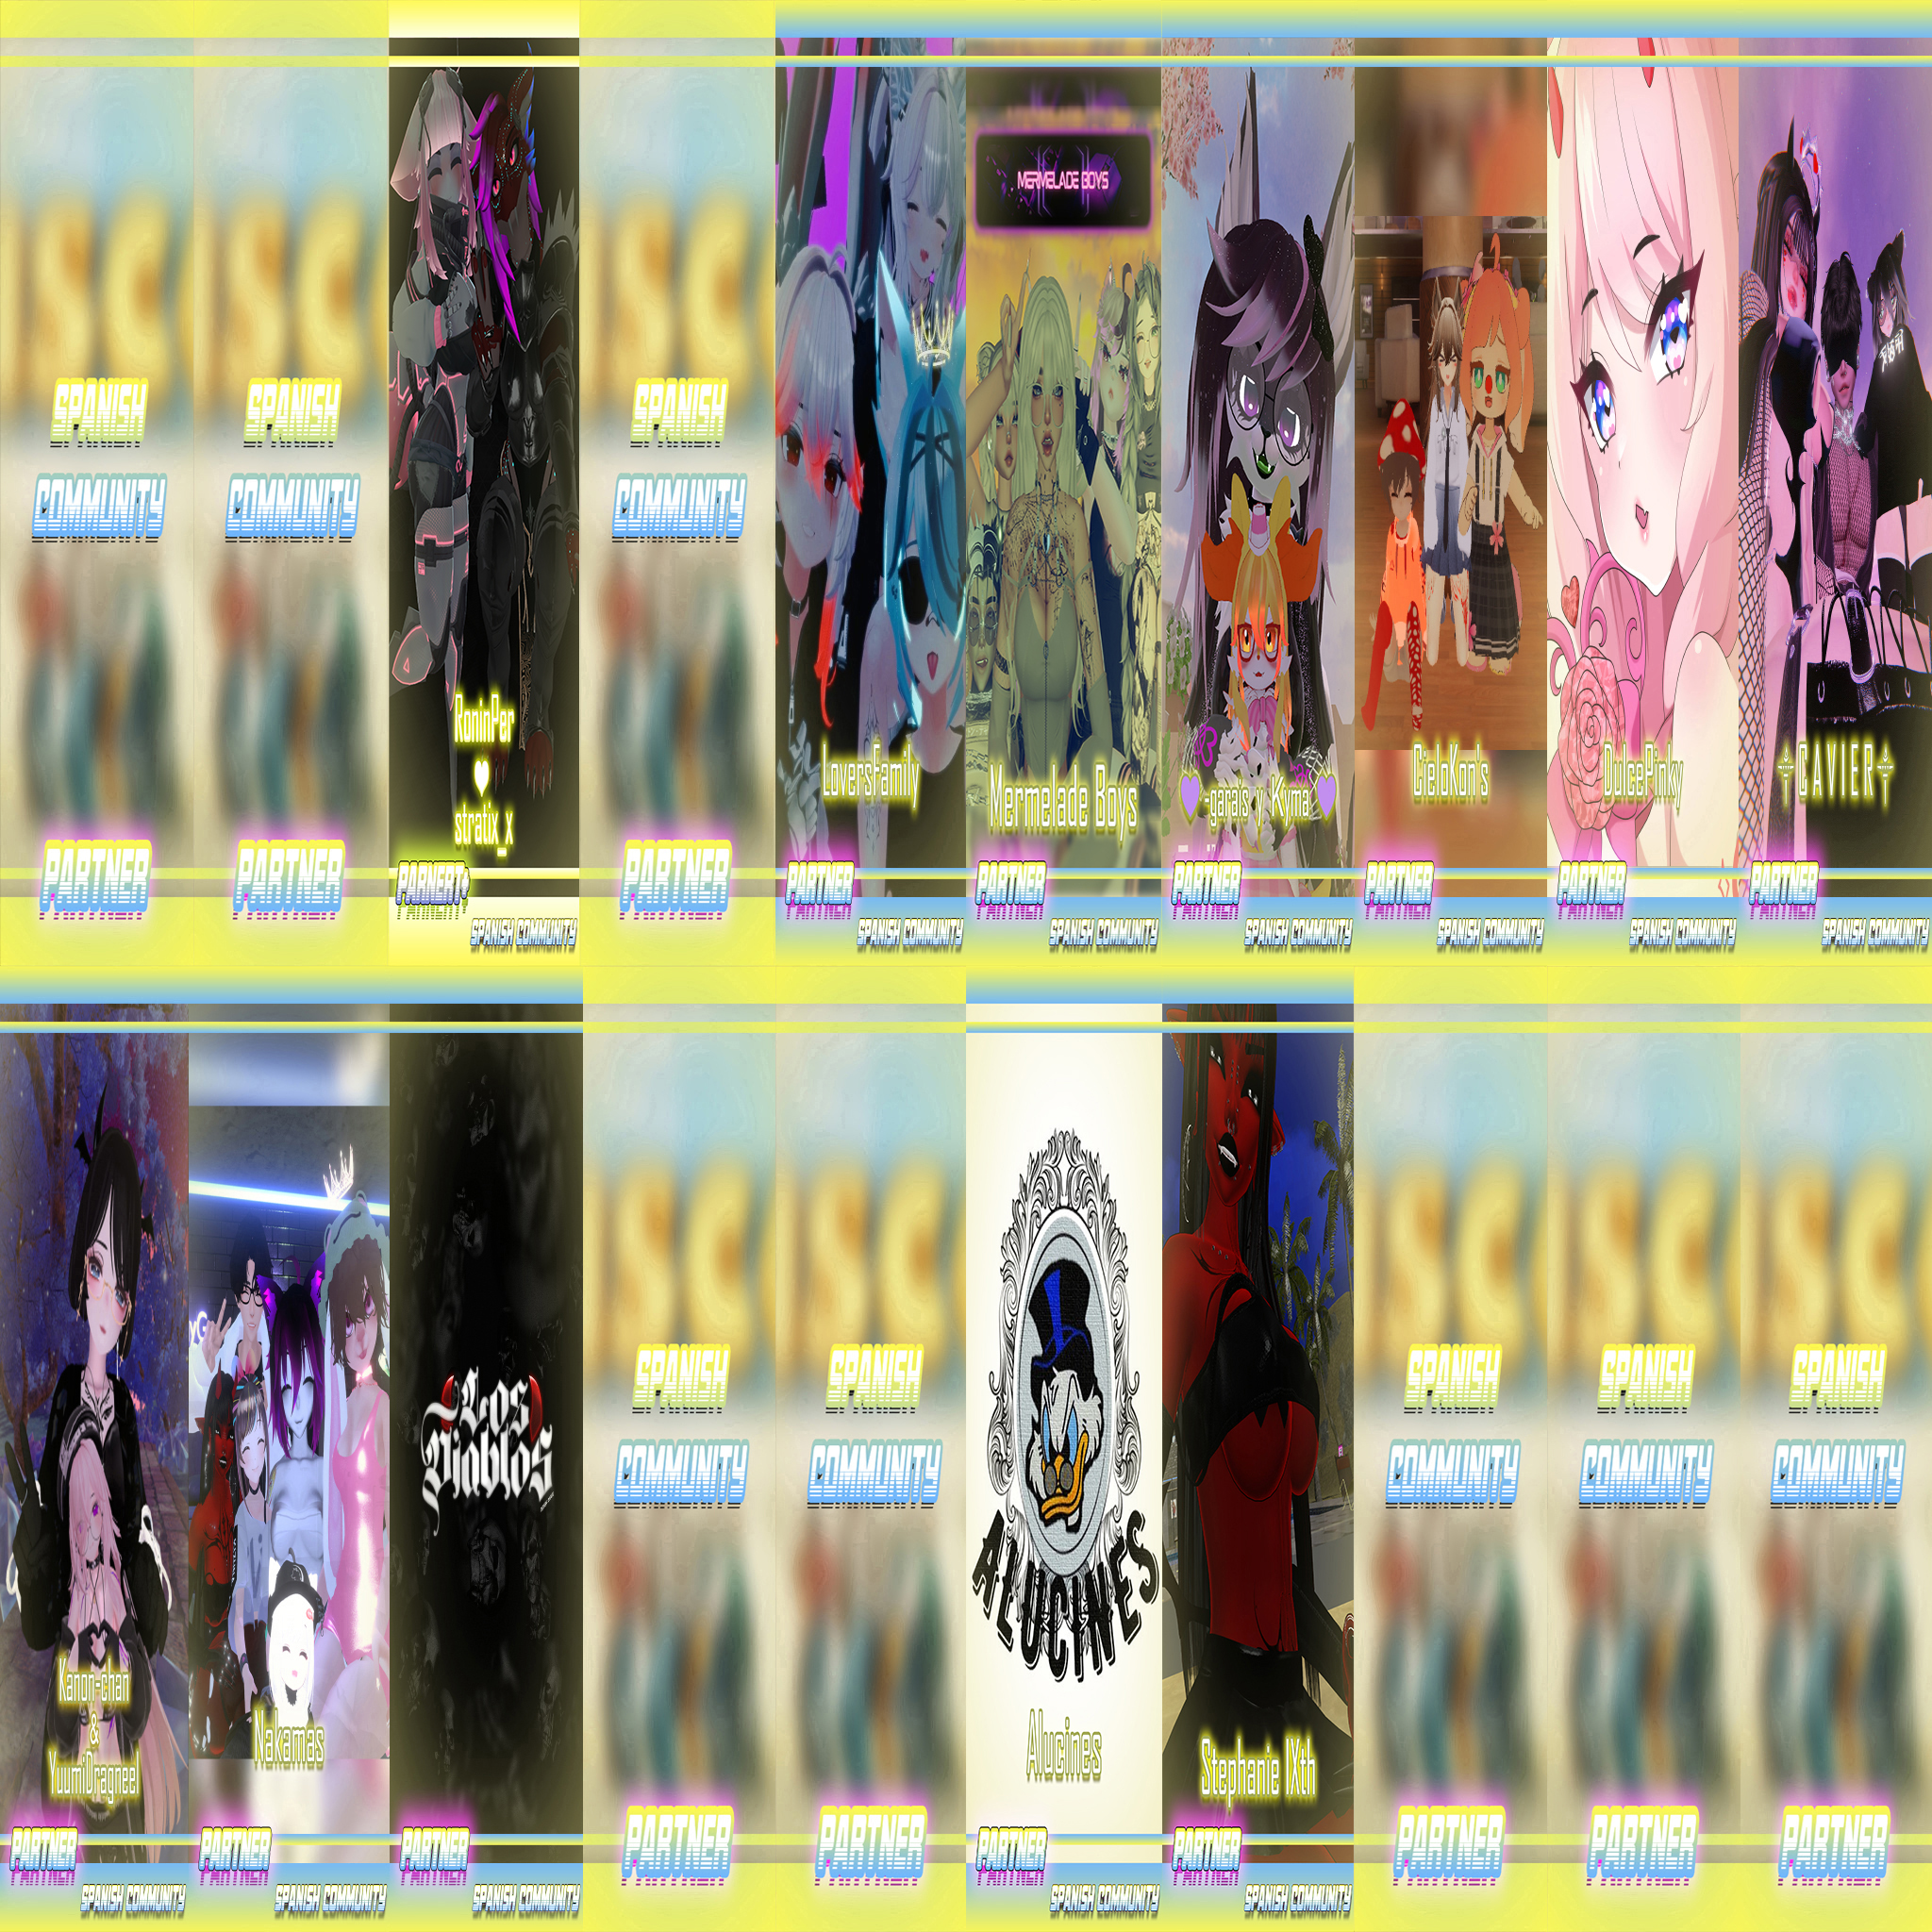 SPANISH
COMMUNITY
PARTNER
SPANISH
COMMUNITY
PARTNER
RoninPer
stratix_x
PARNERT+
SPANISH COMMUNITY
SPANISH
COMMUNITY
PARTNER
LoversFamily
PARTNER
SPANISH COMMUNITY
MERMELADE BOYS
Mermelade Boys
PARTNER
SPANISH COMMUNITY
-garais y Kyma
PARTNER
SPANISH COMMUNITY
CieloKon's
PARTNER
SPANISH COMMUNITY
DulcePinky
PARTNER
SPANISH COMMUNITY
CAVIER
PARTNER
SPANISH COMMUNITY
Kanon-chan
&
YuumiDragneel
PARTNER
SPANISH COMMUNITY
Nakamas
PARTNER
SPANISH COMMUNITY
Los
Diablos
PARTNER
SPANISH COMMUNITY
SPANISH
COMMUNITY
PARTNER
SPANISH
COMMUNITY
PARTNER
ALUCINES
Alucines
PARTNER
SPANISH COMMUNITY
Stephanie IXth
PARTNER
SPANISH COMMUNITY
SPANISH
COMMUNITY
PARTNER
SPANISH
COMMUNITY
PARTNER
SPANISH
COMMUNITY
PARTNER